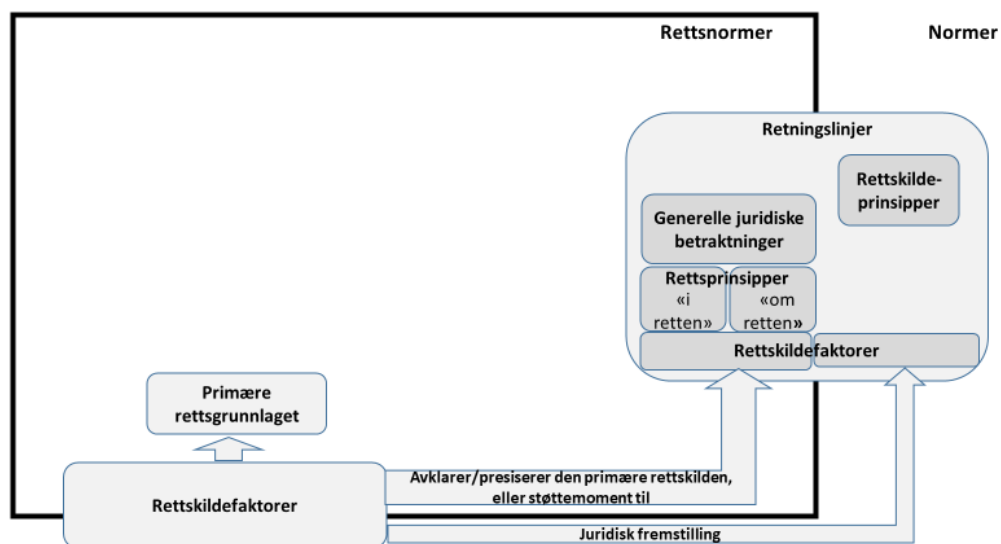 Rettsnormer
Normer
Retningslinjer
Rettskilde-
prinsipper
Generelle juridiske
betraktninger
Rettsprinsipper
«i
retten»
«om
retten»
Rettskildefaktorer
Primære
rettsgrunnlaget
Rettskildefaktorer
Avklarer/presiserer den primære rettskilden,
eller støttemoment til
Juridisk fremstilling